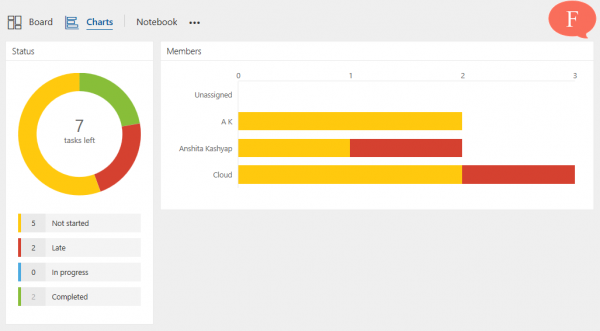 Board Charts Notebook •••
F
Status
7
tasks left
5 Not started
2 Late
0 In progress
2 Completed
Members
0 1 2 3
Unassigned
A K
Anshita Kashyap
Cloud